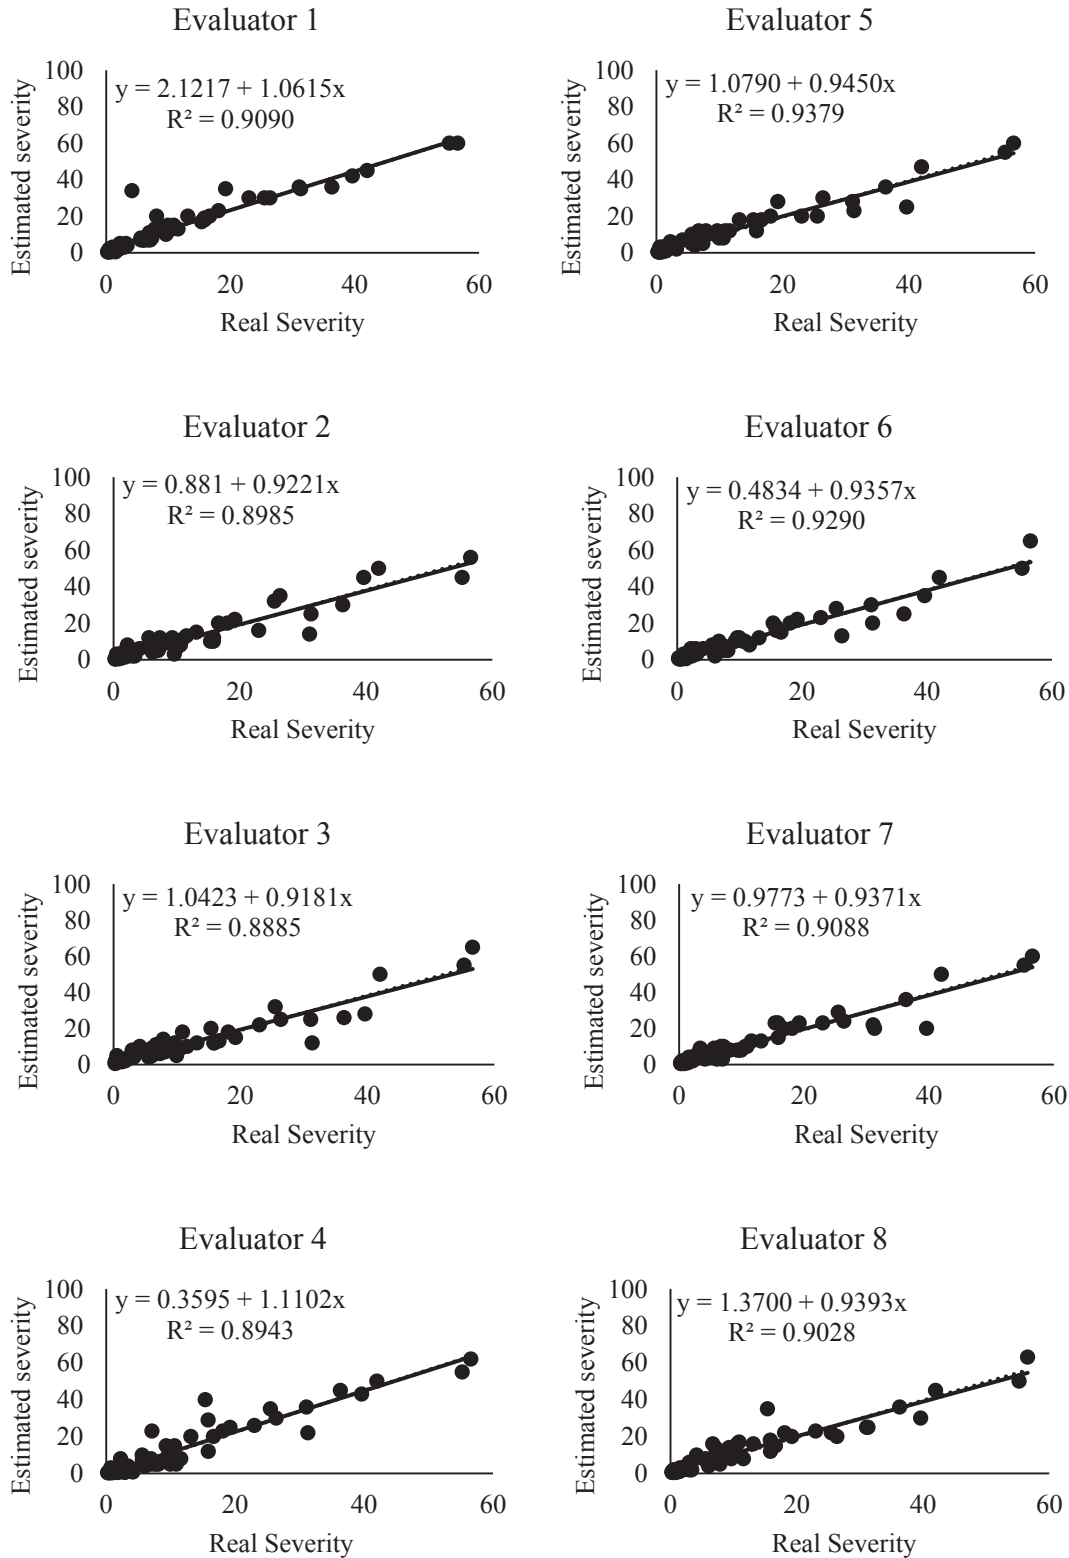 Evaluator 1
y = 2.1217 + 1.0615x
R² = 0.9090
100
80
60
40
20
0
0 20 40 60
Estimated severity
Real Severity
Evaluator 5
y = 1.0790 + 0.9450x
R² = 0.9379
100
80
60
40
20
0
0 20 40 60
Estimated severity
Real Severity
Evaluator 2
y = 0.881 + 0.9221x
R² = 0.8985
100
80
60
40
20
0
0 20 40 60
Estimated severity
Real Severity
Evaluator 6
y = 0.4834 + 0.9357x
R² = 0.9290
100
80
60
40
20
0
0 20 40 60
Estimated severity
Real Severity
Evaluator 3
y = 1.0423 + 0.9181x
R² = 0.8885
100
80
60
40
20
0
0 20 40 60
Estimated severity
Real Severity
Evaluator 7
y = 0.9773 + 0.9371x
R² = 0.9088
100
80
60
40
20
0
0 20 40 60
Estimated severity
Real Severity
Evaluator 4
y = 0.3595 + 1.1102x
R² = 0.8943
100
80
60
40
20
0
0 20 40 60
Estimated severity
Real Severity
Evaluator 8
y = 1.3700 + 0.9393x
R² = 0.9028
100
80
60
40
20
0
0 20 40 60
Estimated severity
Real Severity